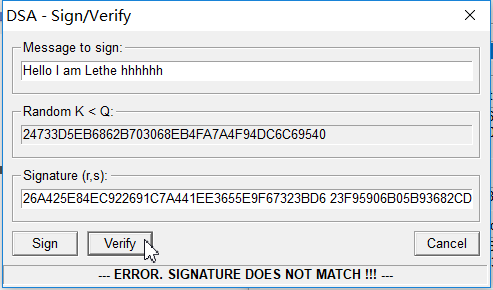 DSA - Sign/Verify
Message to sign:
Hello I am Lethe hhhhhh
Random K < Q:
24733D5EB6862B703068EB4FA7A4F94DC6C69540
Signature (r,s):
26A425E84EC922691C7A441EE3655E9F67323BD6 23F95906B05B93682CD
Sign Verify Cancel
--- ERROR. SIGNATURE DOES NOT MATCH !!! ---